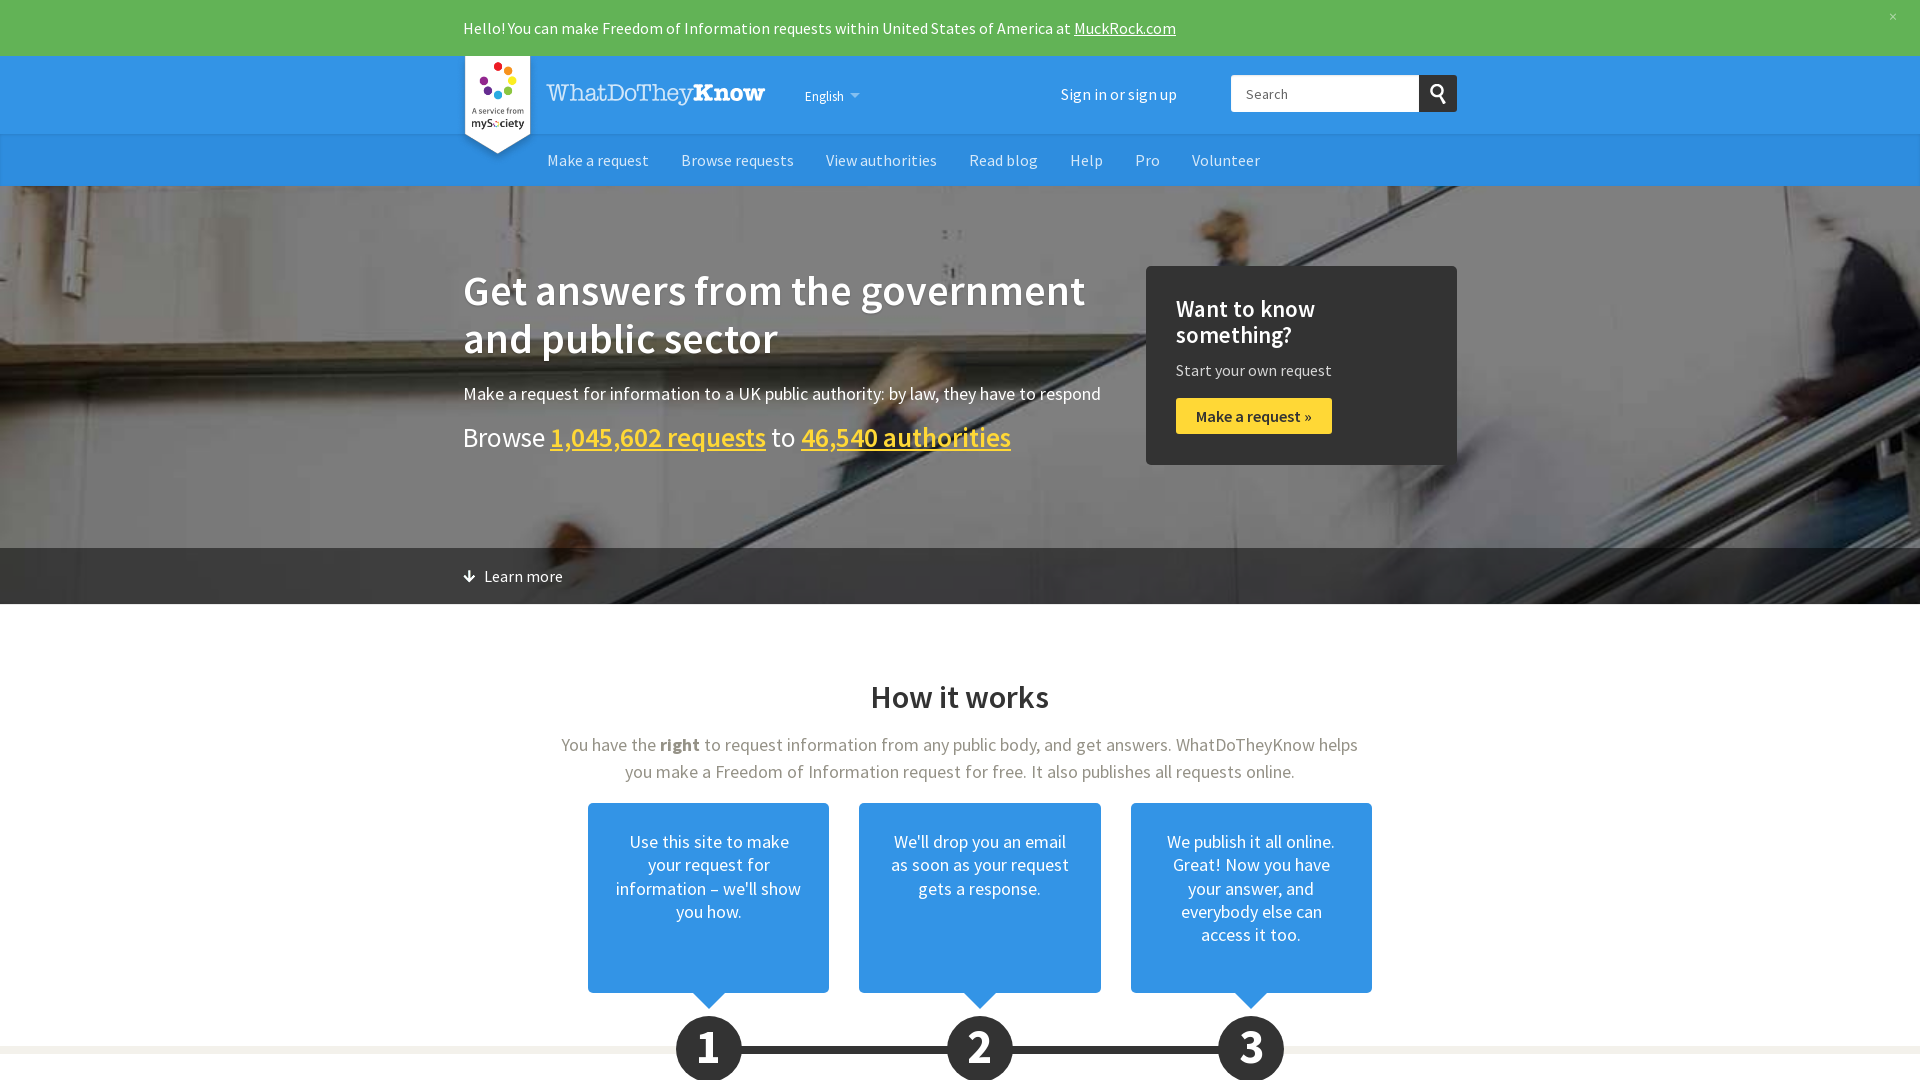 Hello! You can make Freedom of Information requests within United States of America at MuckRock.com
×
A service from
mySociety
WhatDoTheyKnow
English
Sign in or sign up
Search
Make a request
Browse requests
View authorities
Read blog
Help
Pro
Volunteer
Get answers from the government
and public sector
Make a request for information to a UK public authority: by law, they have to respond
Browse 1,045,602 requests to 46,540 authorities
Want to know
something?
Start your own request
Make a request »
Learn more
How it works
You have the right to request information from any public body, and get answers. WhatDoTheyKnow helps
you make a Freedom of Information request for free. It also publishes all requests online.
Use this site to make
your request for
information – we'll show
you how.
We'll drop you an email
as soon as your request
gets a response.
We publish it all online.
Great! Now you have
your answer, and
everybody else can
access it too.
1
2
3